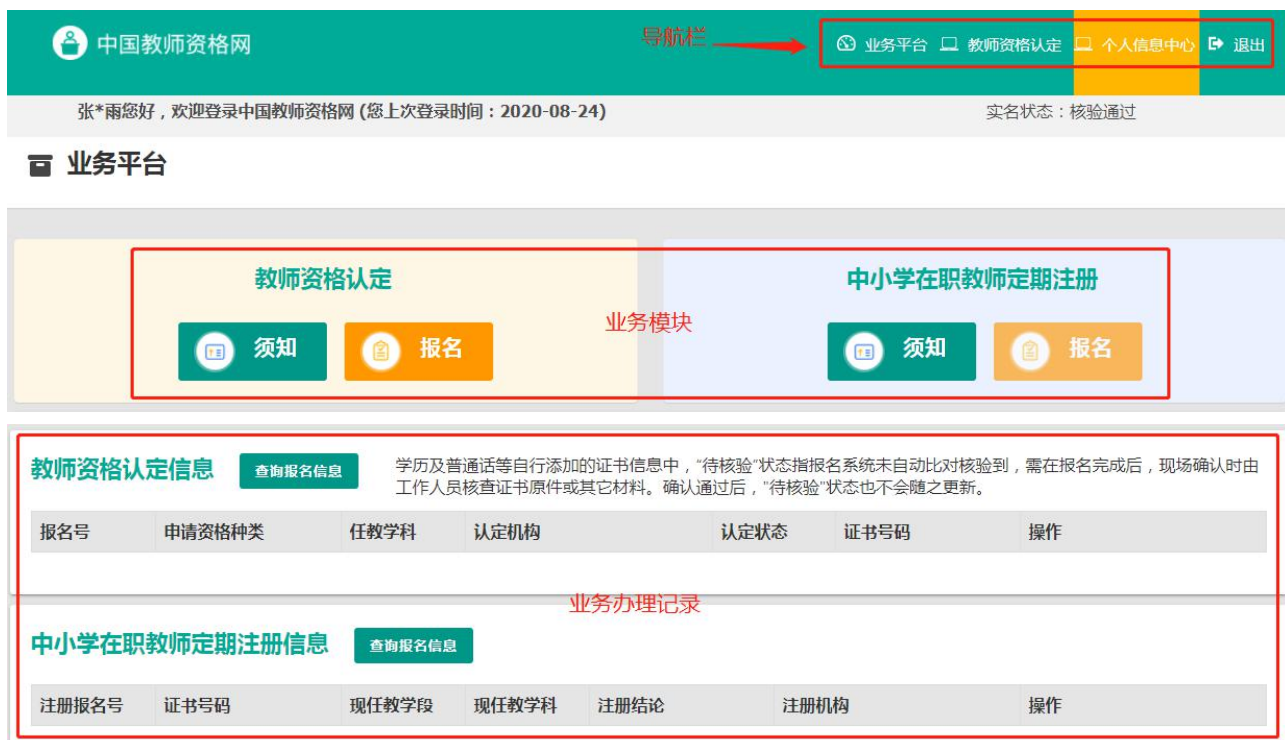 中国教师资格网
导航栏
业务平台 教师资格认定 个人信息中心 退出
张*雨您好，欢迎登录中国教师资格网 (您上次登录时间：2020-08-24)
实名状态：核验通过
业务平台
教师资格认定
中小学在职教师定期注册
须知 报名
业务模块
须知 报名
教师资格认定信息
查询报名信息
学历及普通话等自行添加的证书信息中，"待核验"状态指报名系统未自动比对核验到，需在报名完成后，现场确认时由
工作人员核查证书原件或其它材料。确认通过后，"待核验"状态也不会随之更新。
报名号 申请资格种类 任教学科 认定机构 认定状态 证书号码 操作
业务办理记录
中小学在职教师定期注册信息
查询报名信息
注册报名号 证书号码 现任教学段 现任教学科 注册结论 注册机构 操作